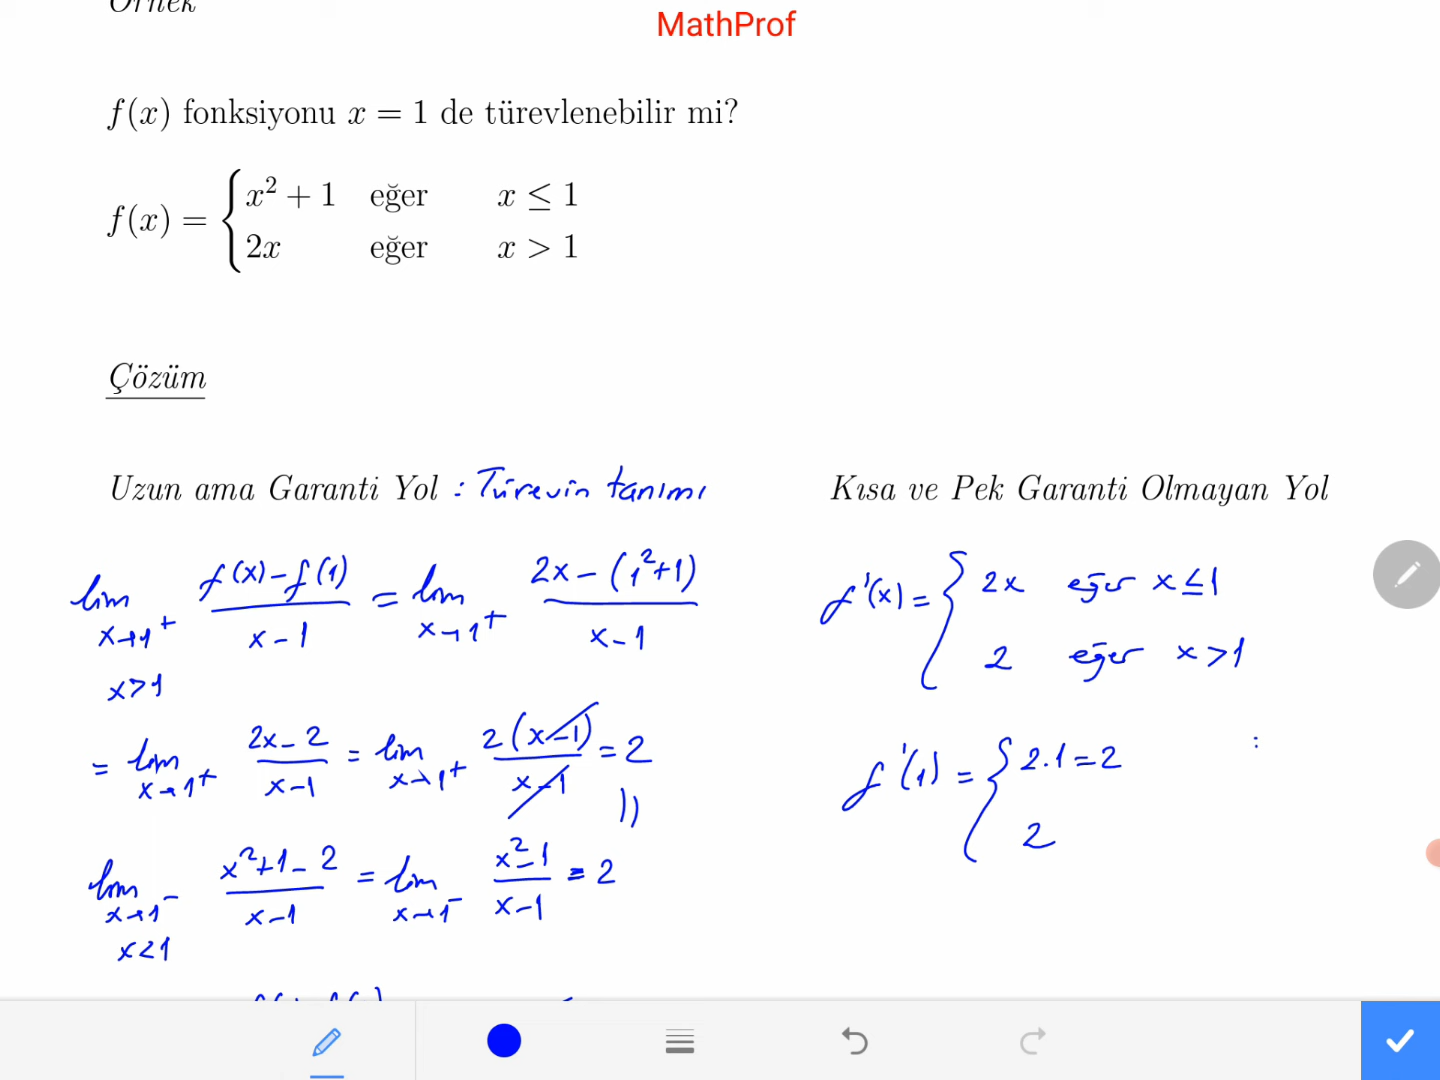 Örnek
MathProf
f(x) fonksiyonu x = 1 de türevlenebilir mi?
f(x) = { x² + 1 eğer x ≤ 1
2x eğer x > 1
Çözüm
Uzun ama Garanti Yol : Türevin tanımı
lim x→1⁺ (f(x) − f(1))/(x − 1) = lim x→1⁺ (2x − (1²+1))/(x − 1)
x>1
= lim x→1⁺ (2x − 2)/(x−1) = lim x→1⁺ 2(x−1)/(x−1) = 2
lim x→1⁻ (x²+1−2)/(x−1) = lim x→1⁻ (x²−1)/(x−1) = 2
x<1
Kısa ve Pek Garanti Olmayan Yol
f'(x) = { 2x eğer x ≤ 1
2 eğer x > 1
f'(1) = { 2.1 = 2
2